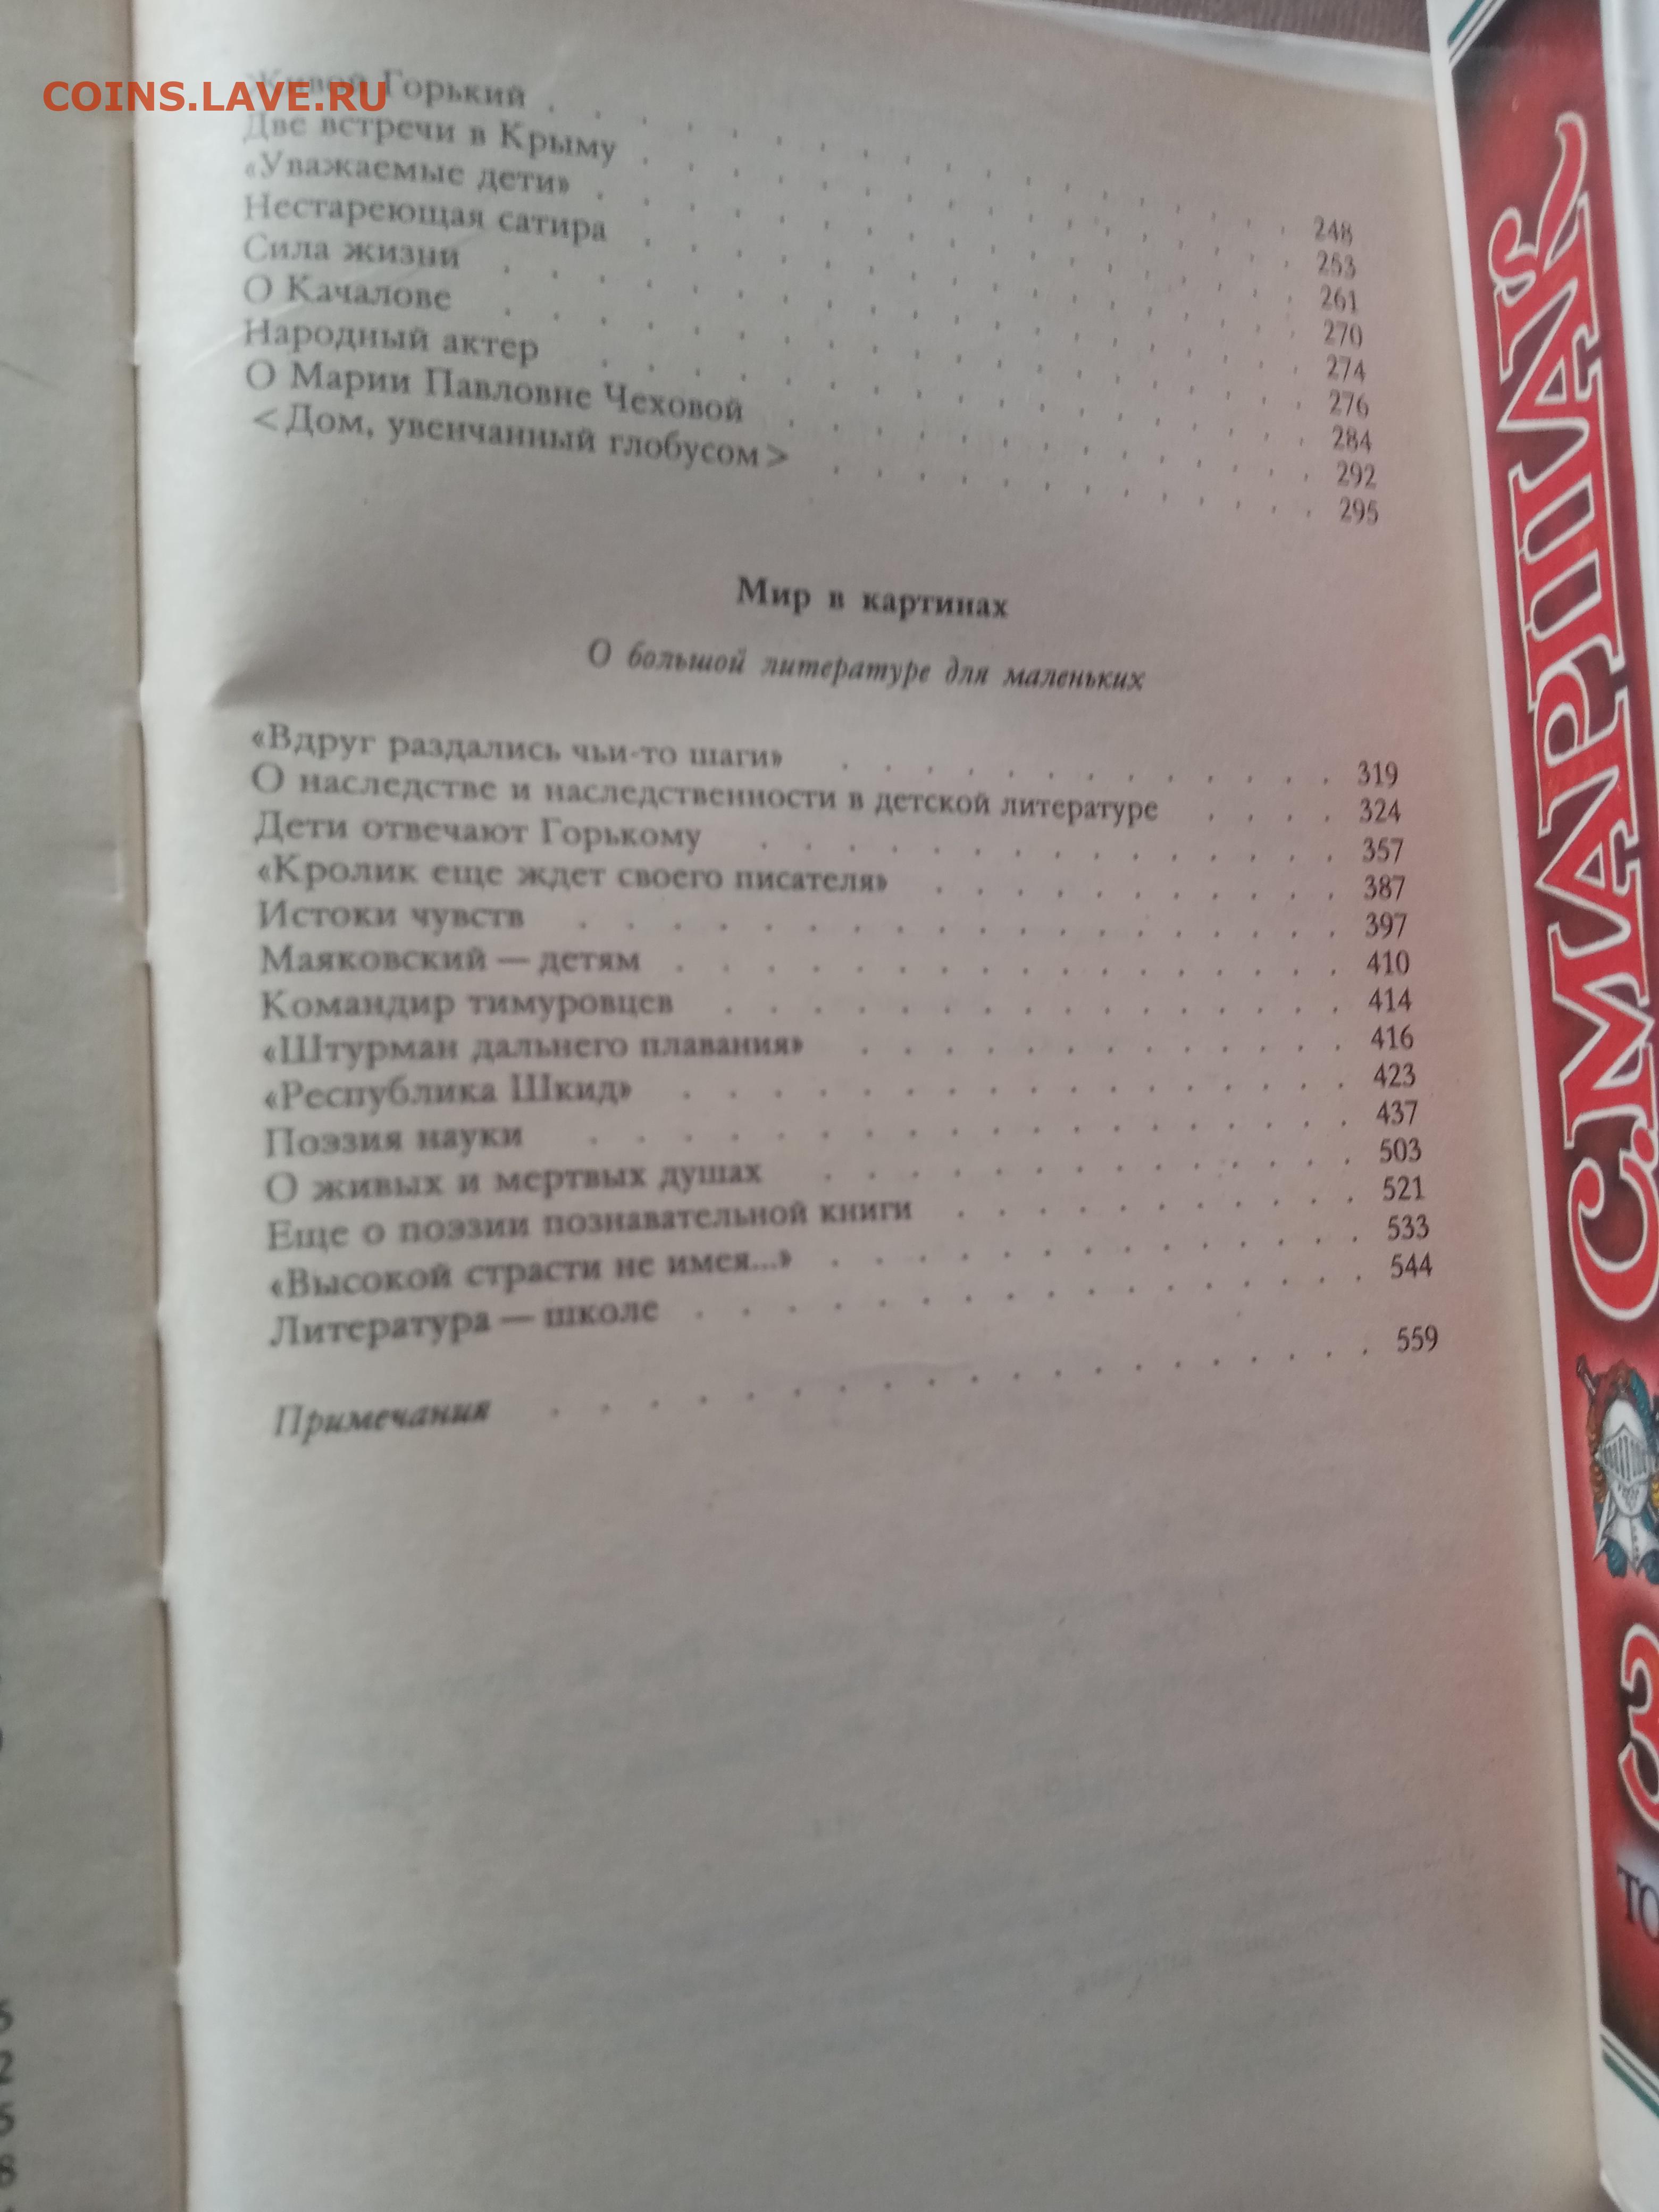 COINS.LAVE.RU
Живой Горький . . . . . . . . . . . . 248
Две встречи в Крыму . . . . . . . . . . . . 253
«Уважаемые дети» . . . . . . . . . . . . 261
Нестареющая сатира . . . . . . . . . . . . 270
Сила жизни . . . . . . . . . . . . 274
О Качалове . . . . . . . . . . . . 276
Народный актер . . . . . . . . . . . . 284
О Марии Павловне Чеховой . . . . . . . . . . . . 292
<Дом, увенчанный глобусом> . . . . . . . . . . . . 295
Мир в картинах
О большой литературе для маленьких
«Вдруг раздались чьи-то шаги» . . . . . . . . . . . . 319
О наследстве и наследственности в детской литературе . . . . 324
Дети отвечают Горькому . . . . . . . . . . . . 357
«Кролик еще ждет своего писателя» . . . . . . . . . . 387
Истоки чувств . . . . . . . . . . . . 397
Маяковский — детям . . . . . . . . . . . . 410
Командир тимуровцев . . . . . . . . . . . . 414
«Штурман дальнего плавания» . . . . . . . . . . . . 416
«Республика Шкид» . . . . . . . . . . . . 423
Поэзия науки . . . . . . . . . . . . 437
О живых и мертвых душах . . . . . . . . . . . . 503
Еще о поэзии познавательной книги . . . . . . . . . . 521
«Высокой страсти не имея...» . . . . . . . . . . . . 533
Литература — школе . . . . . . . . . . . . 544
Примечания . . . . . . . . . . . . 559
С. МАРШАК
3